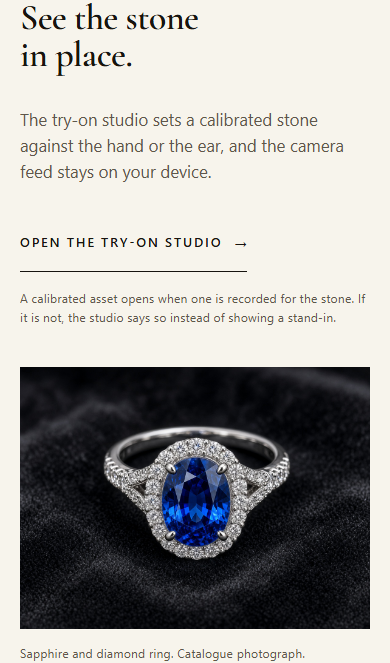 See the stone
in place.
The try-on studio sets a calibrated stone
against the hand or the ear, and the camera
feed stays on your device.
OPEN THE TRY-ON STUDIO →
A calibrated asset opens when one is recorded for the stone. If
it is not, the studio says so instead of showing a stand-in.
Sapphire and diamond ring. Catalogue photograph.